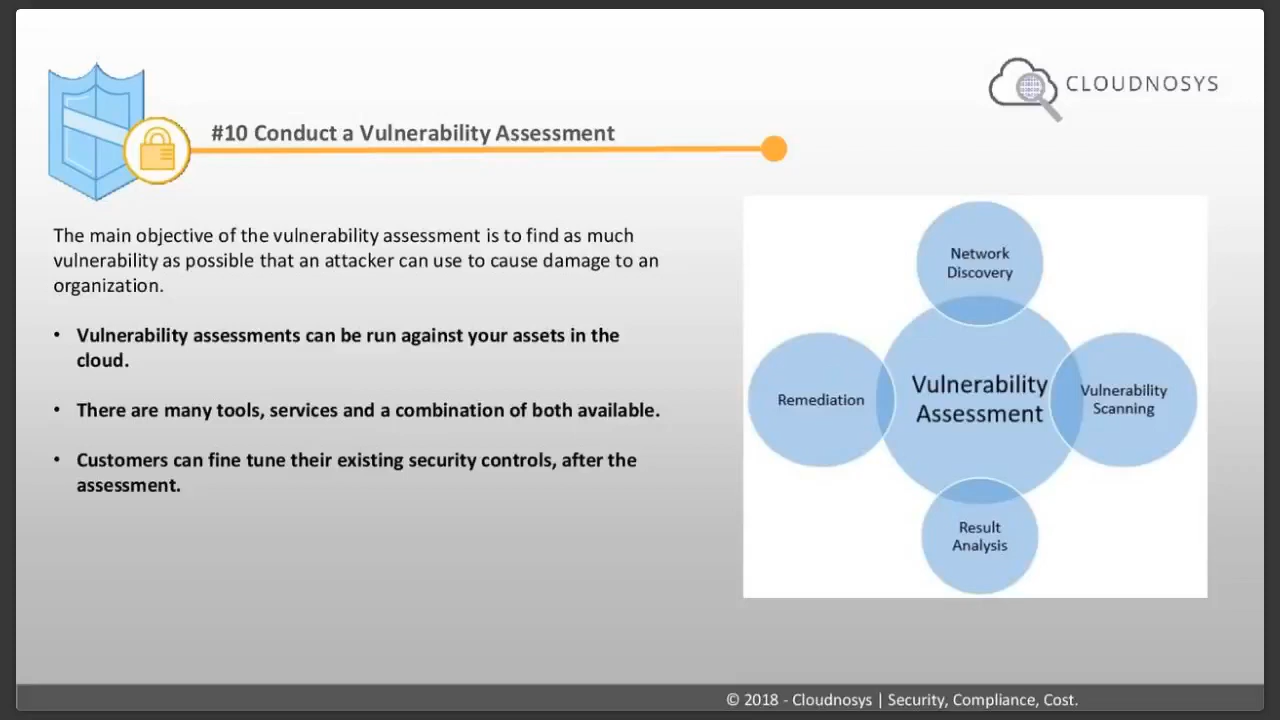 CLOUDNOSYS
#10 Conduct a Vulnerability Assessment
The main objective of the vulnerability assessment is to find as much
vulnerability as possible that an attacker can use to cause damage to an
organization.
• Vulnerability assessments can be run against your assets in the
cloud.
• There are many tools, services and a combination of both available.
• Customers can fine tune their existing security controls, after the
assessment.
Network
Discovery
Remediation
Vulnerability
Assessment
Vulnerability
Scanning
Result
Analysis
© 2018 - Cloudnosys | Security, Compliance, Cost.